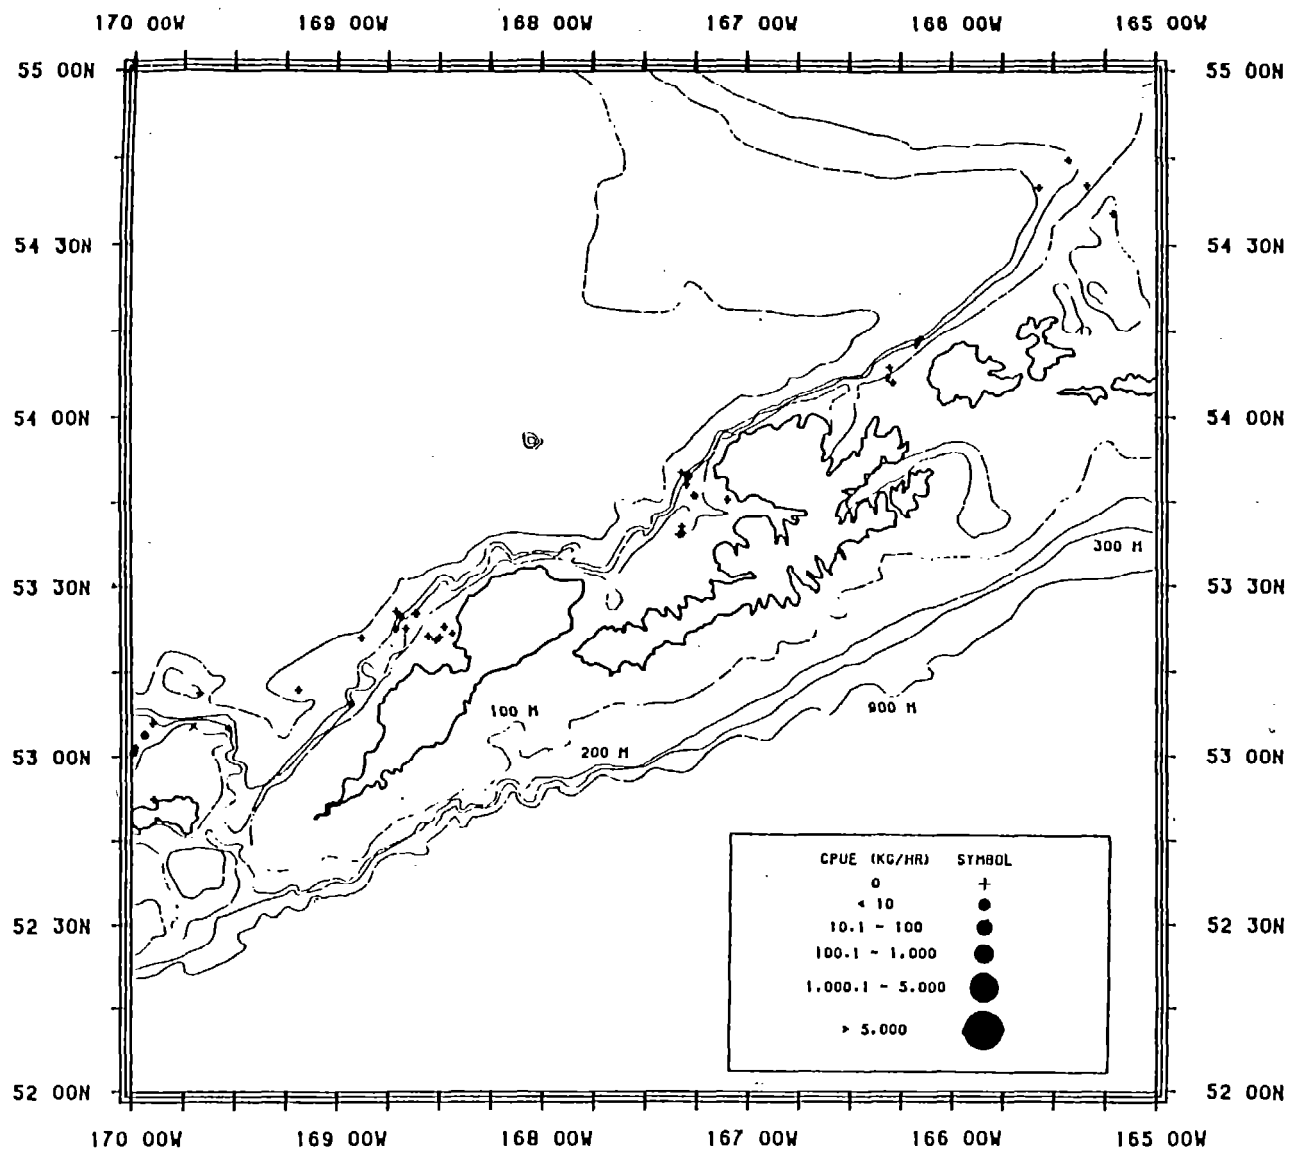 170 00W 169 00W 168 00W 167 00W 166 00W 165 00W
55 00N 55 00N
54 30N 54 30N
54 00N 54 00N
300 M
53 30N 53 30N
100 M 900 M
53 00N 200 M 53 00N
CPUE (KG/HR) SYMBOL
0 +
< 10
52 30N 10.1 - 100 52 30N
100.1 - 1.000
1.000.1 - 5.000
> 5.000
52 00N 52 00N
170 00W 169 00W 168 00W 167 00W 166 00W 165 00W